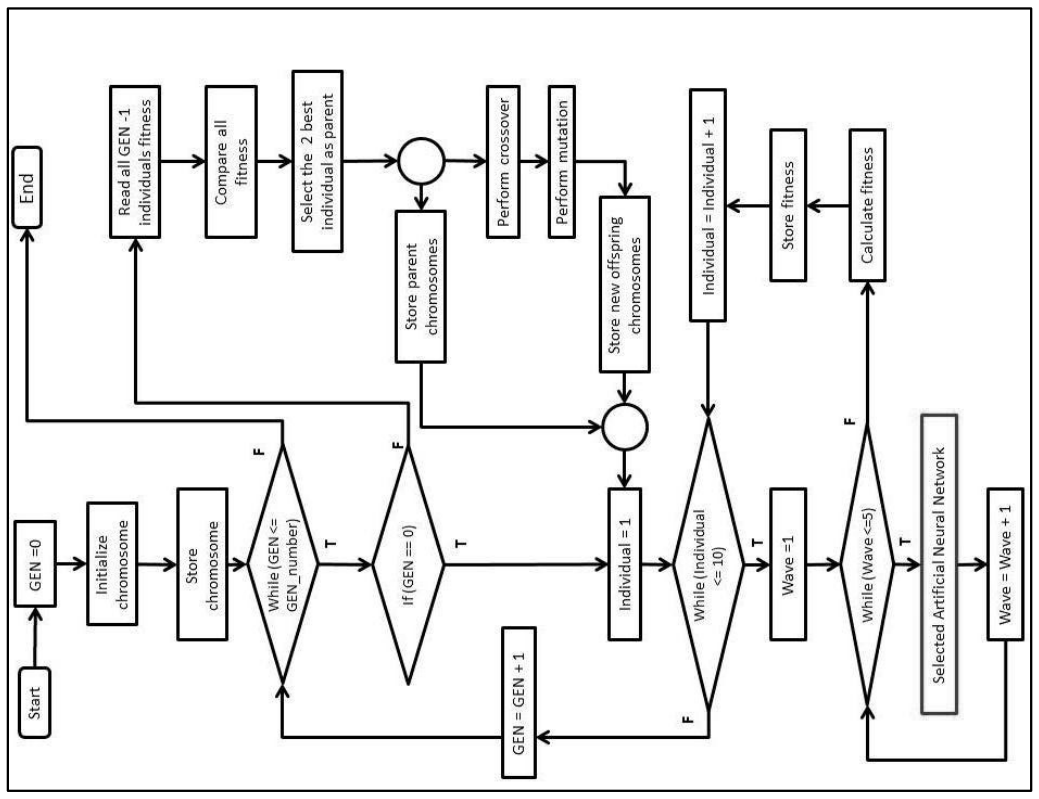 Start
GEN =0
Initialize
chromosome
Store
chromosome
While (GEN <=
GEN_number)
F
T
End
If (GEN == 0)
F
T
Read all GEN -1
individuals fitness
Compare all
fitness
Select the 2 best
individual as parent
Store parent
chromosomes
Perform crossover
Perform mutation
Store new offspring
chromosomes
Individual = 1
While (Individual
<= 10)
F
T
GEN = GEN + 1
Wave =1
While (Wave <=5)
F
T
Selected Artificial Neural Network
Wave = Wave + 1
Calculate fitness
Store fitness
Individual = Individual + 1